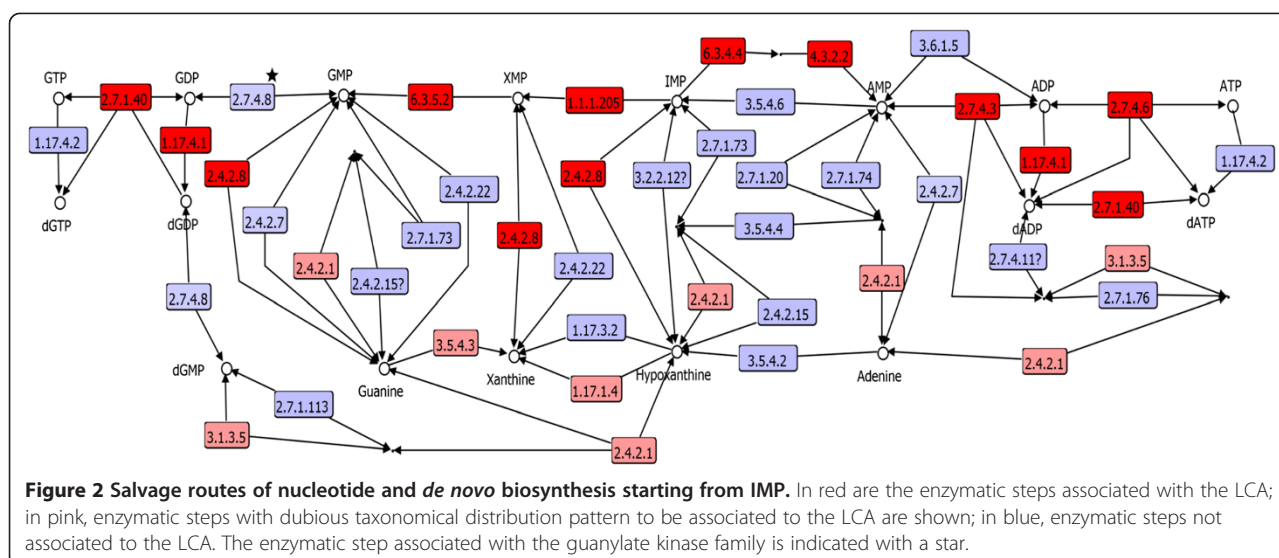 6.3.4.4 4.3.2.2 3.6.1.5
GTP GDP ★ GMP XMP IMP AMP ADP ATP
2.7.1.40 2.7.4.8 6.3.5.2 1.1.1.205 3.5.4.6 2.7.4.3 2.7.4.6
1.17.4.2 1.17.4.1 2.7.1.73 1.17.4.1 1.17.4.2
2.4.2.8 2.4.2.22 2.4.2.8 3.2.2.12? 2.7.1.20 2.7.1.74 2.4.2.7
dGTP dGDP 2.4.2.7 2.7.1.73 2.4.2.8 3.5.4.4 dADP 2.7.1.40 dATP
2.4.2.1 2.4.2.15? 2.4.2.22 2.4.2.1 2.7.4.11? 3.1.3.5
2.7.4.8 2.4.2.1 2.4.2.15 2.7.1.76
3.5.4.3 1.17.3.2 3.5.4.2 2.4.2.1
dGMP Guanine Xanthine 1.17.1.4 Hypoxanthine Adenine
2.7.1.113
3.1.3.5 2.4.2.1
Figure 2 Salvage routes of nucleotide and de novo biosynthesis starting from IMP. In red are the enzymatic steps associated with the LCA;
in pink, enzymatic steps with dubious taxonomical distribution pattern to be associated to the LCA are shown; in blue, enzymatic steps not
associated to the LCA. The enzymatic step associated with the guanylate kinase family is indicated with a star.